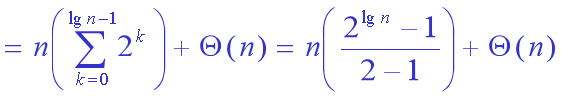 = n(∑_{k=0}^{lg n−1} 2^k) + Θ(n) = n((2^{lg n} − 1)/(2 − 1)) + Θ(n)